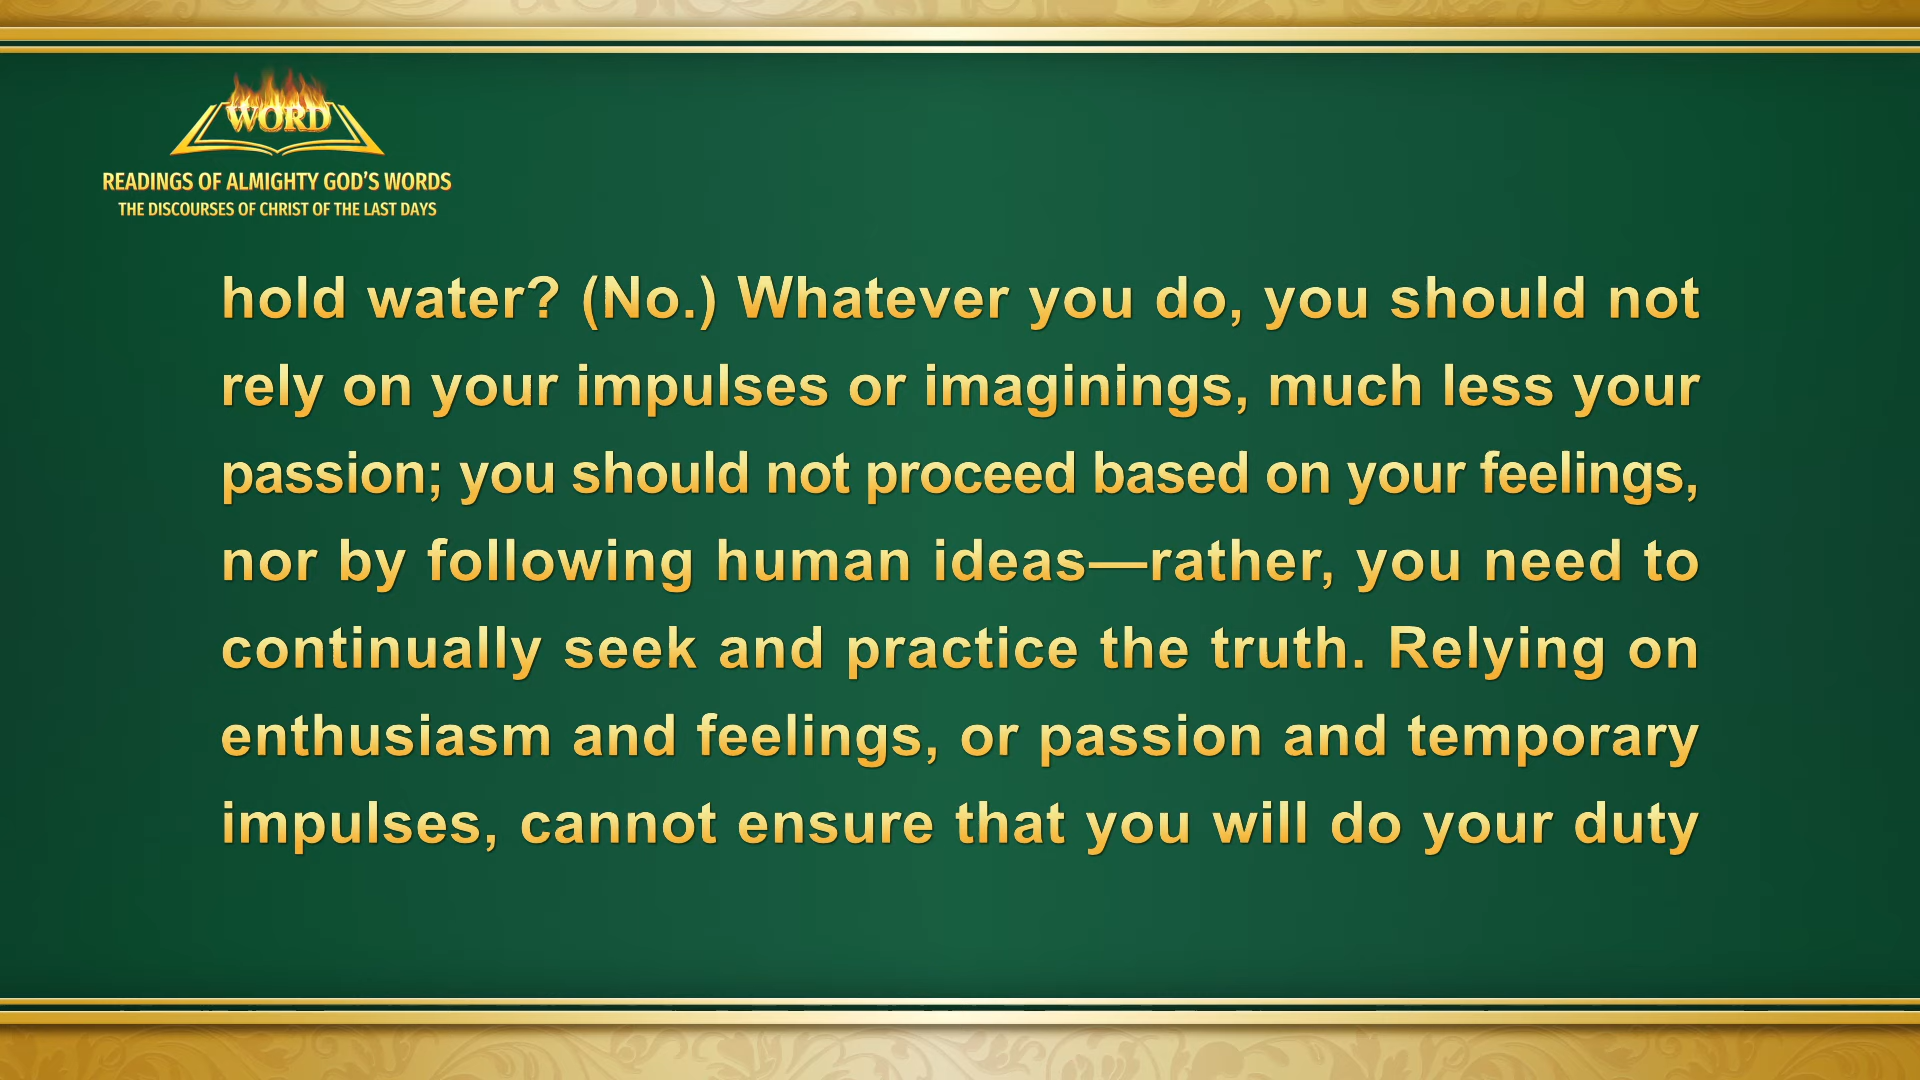 WORD
READINGS OF ALMIGHTY GOD'S WORDS
THE DISCOURSES OF CHRIST OF THE LAST DAYS
hold water? (No.) Whatever you do, you should not
rely on your impulses or imaginings, much less your
passion; you should not proceed based on your feelings,
nor by following human ideas—rather, you need to
continually seek and practice the truth. Relying on
enthusiasm and feelings, or passion and temporary
impulses, cannot ensure that you will do your duty